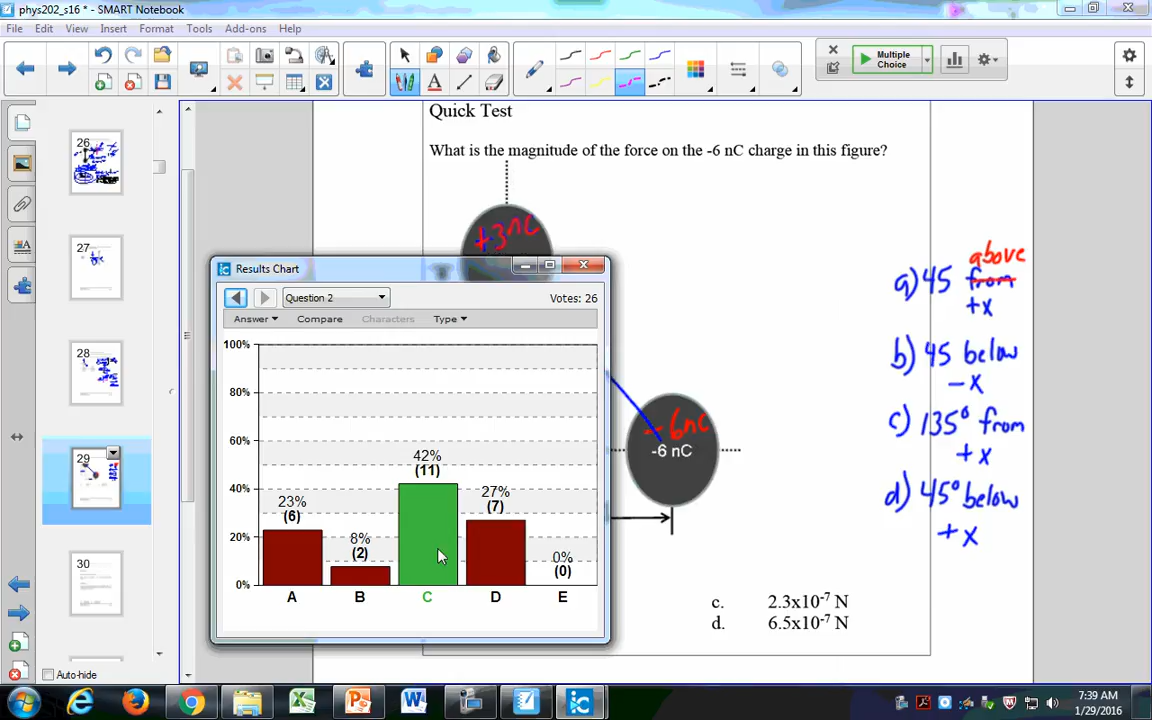 phys202_s16 * - SMART Notebook
File Edit View Insert Format Tools Add-ons Help
Multiple
Choice
Quick Test
What is the magnitude of the force on the -6 nC charge in this figure?
+3nC
Results Chart
Question 2
Votes: 26
Answer Compare Characters Type
100%
80%
60%
40%
20%
0%
23%
(6)
8%
(2)
42%
(11)
27%
(7)
0%
(0)
A B C D E
-6nC
-6 nC
above
a) 45 from
+x
b) 45 below
-x
c) 135° from
+x
d) 45° below
+x
c. 2.3x10-7 N
d. 6.5x10-7 N
26
27
28
29
30
Auto-hide
7:39 AM
1/29/2016